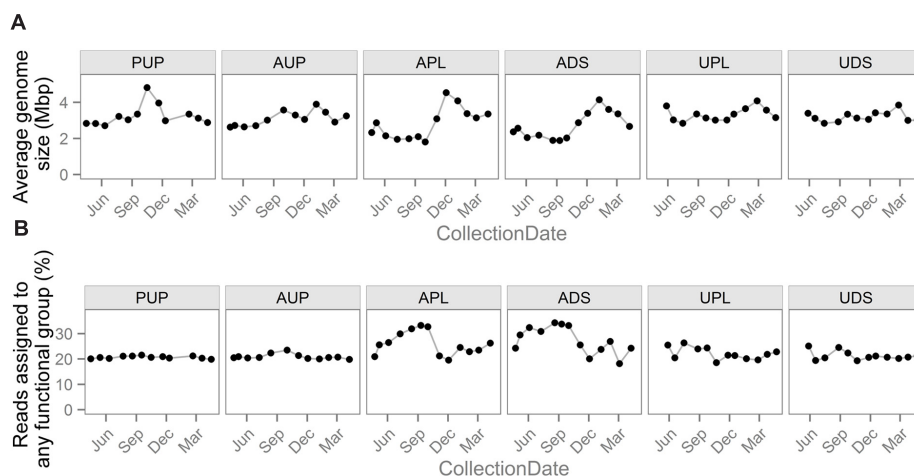 A
PUP AUP APL ADS UPL UDS
Average genome
size (Mbp)
4
2
0
Jun Sep Dec Mar Jun Sep Dec Mar Jun Sep Dec Mar Jun Sep Dec Mar Jun Sep Dec Mar Jun Sep Dec Mar
CollectionDate
B
PUP AUP APL ADS UPL UDS
Reads assigned to
any functional group (%)
30
20
10
0
Jun Sep Dec Mar Jun Sep Dec Mar Jun Sep Dec Mar Jun Sep Dec Mar Jun Sep Dec Mar Jun Sep Dec Mar
CollectionDate